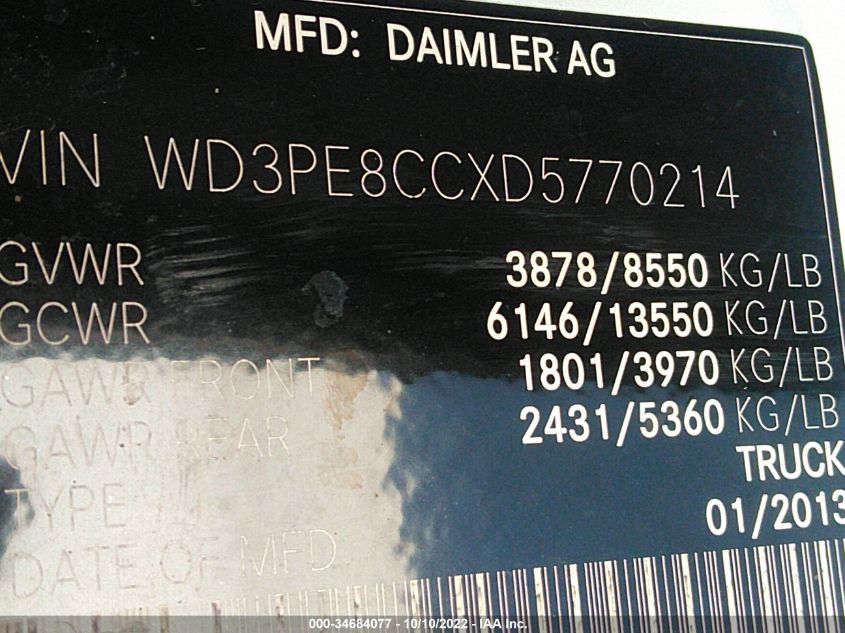 MFD: DAIMLER AG
VIN WD3PE8CCXD5770214
GVWR 3878/8550 KG/LB
GCWR 6146/13550 KG/LB
GAWR FRONT 1801/3970 KG/LB
GAWR REAR 2431/5360 KG/LB
TYPE TRUCK
DATE OF MFD 01/2013
000-34684077 - 10/10/2022 - IAA Inc.